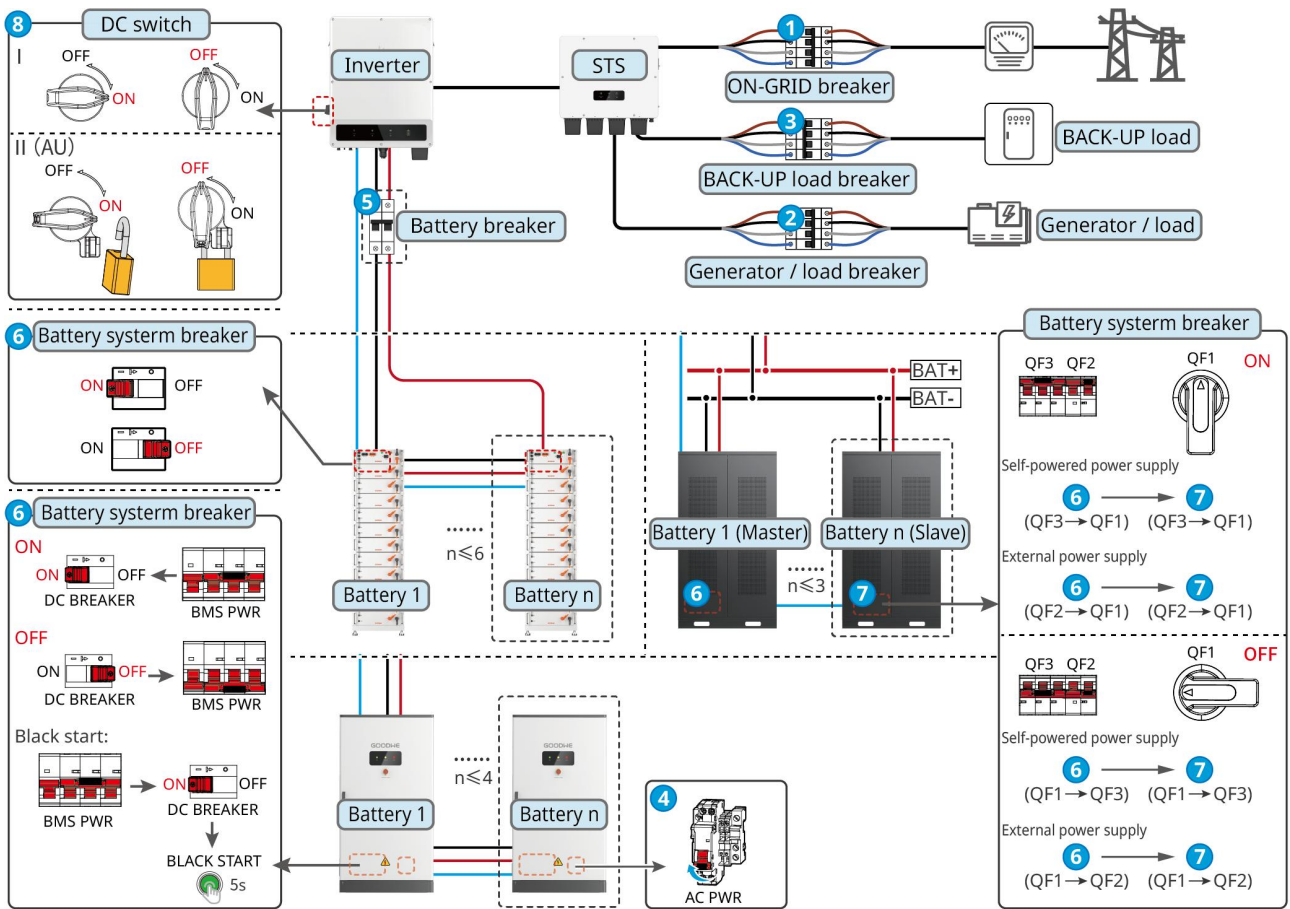 8
DC switch
I
OFF
ON
OFF
ON
II (AU)
OFF
ON
OFF
ON
Inverter
STS
1
ON-GRID breaker
3
BACK-UP load breaker
BACK-UP load
2
Generator / load breaker
Generator / load
5
Battery breaker
6
Battery systerm breaker
ON
OFF
ON
OFF
6
Battery systerm breaker
ON
ON
OFF
DC BREAKER
BMS PWR
OFF
ON
OFF
DC BREAKER
BMS PWR
Black start:
BMS PWR
ON
OFF
DC BREAKER
BLACK START
5s
n≤6
Battery 1
Battery n
BAT+
BAT-
Battery 1 (Master)
Battery n (Slave)
n≤3
6
7
GOODWE
GOODWE
n≤4
Battery 1
Battery n
4
AC PWR
Battery systerm breaker
QF3 QF2
QF1
ON
Self-powered power supply
6 → 7
(QF3→QF1) (QF3→QF1)
External power supply
6 → 7
(QF2→QF1) (QF2→QF1)
QF3 QF2
QF1
OFF
Self-powered power supply
6 → 7
(QF1→QF3) (QF1→QF3)
External power supply
6 → 7
(QF1→QF2) (QF1→QF2)